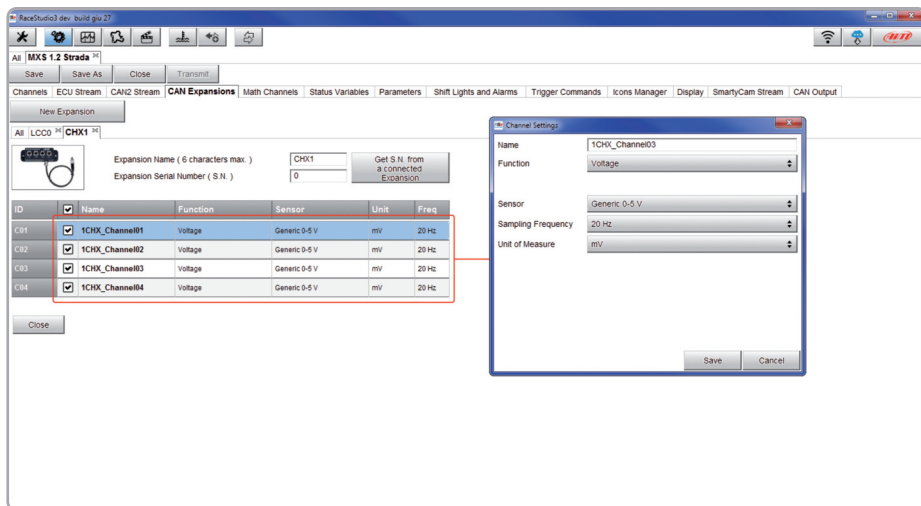 RaceStudio3 dev build giu 27
AiM
All MXS 1.2 Strada
Save Save As Close Transmit
Channels ECU Stream CAN2 Stream CAN Expansions Math Channels Status Variables Parameters Shift Lights and Alarms Trigger Commands Icons Manager Display SmartyCam Stream CAN Output
New Expansion
All LCC0 CHX1
Expansion Name ( 6 characters max. ) CHX1
Expansion Serial Number ( S.N. ) 0
Get S.N. from
a connected
Expansion
ID Name Function Sensor Unit Freq
C01 1CHX_Channel01 Voltage Generic 0-5 V mV 20 Hz
C02 1CHX_Channel02 Voltage Generic 0-5 V mV 20 Hz
C03 1CHX_Channel03 Voltage Generic 0-5 V mV 20 Hz
C04 1CHX_Channel04 Voltage Generic 0-5 V mV 20 Hz
Close
Channel Settings
Name 1CHX_Channel03
Function Voltage
Sensor Generic 0-5 V
Sampling Frequency 20 Hz
Unit of Measure mV
Save Cancel